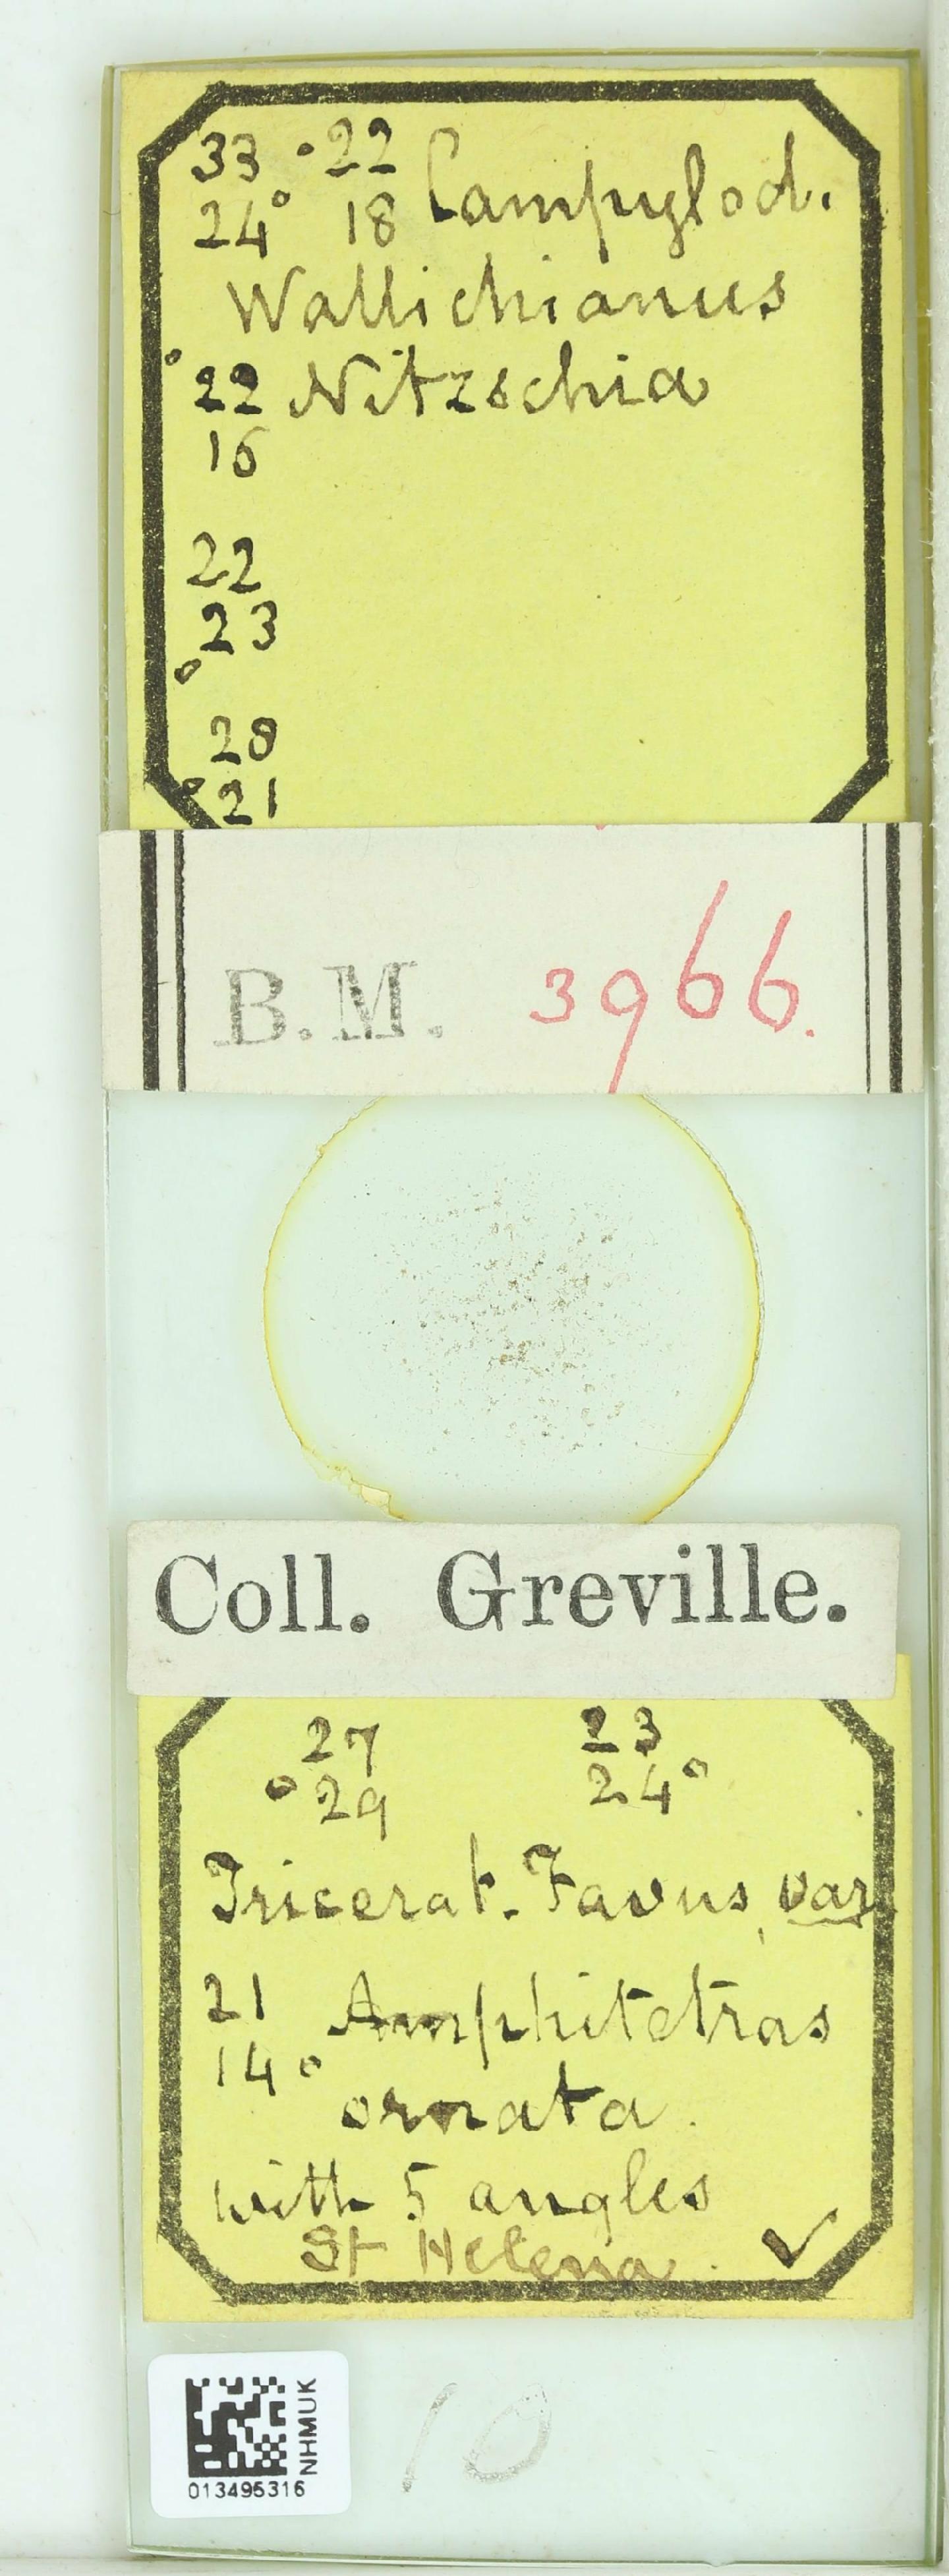 33 ° 22 Campylod.
24° 18
Wallichianus
° 22 Nitzschia
16
22
23
°
28
° 21
B.M. 3966.
Coll. Greville.
27 23
° 29 24°
Tricerat. Favus, var.
21 Amphitetras
14°
ornata.
with 5 angles
St Helena. ✓
NHMUK
013495316
10